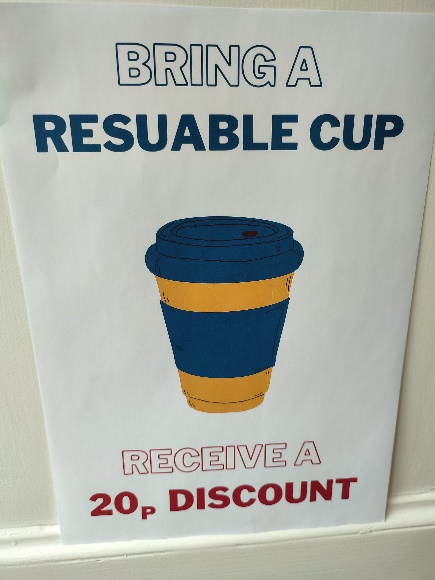 BRING A
RESUABLE CUP
RECEIVE A
20p DISCOUNT